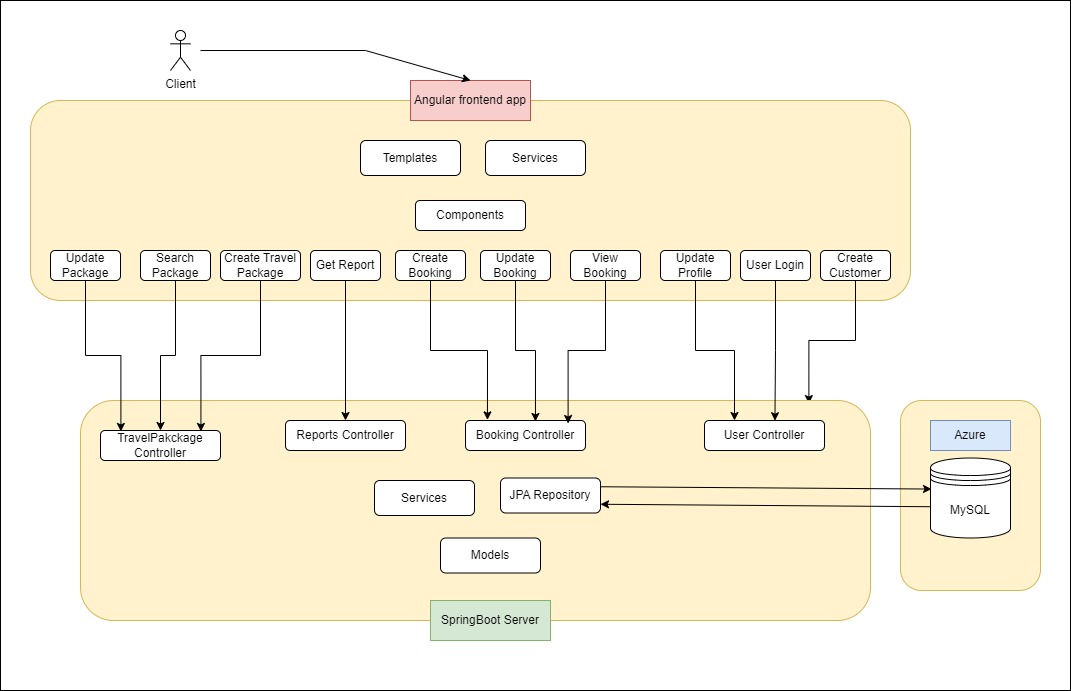 Client
Angular frontend app
Templates
Services
Components
Update
Package
Search
Package
Create Travel
Package
Get Report
Create
Booking
Update
Booking
View
Booking
Update
Profile
User Login
Create
Customer
TravelPakckage
Controller
Reports Controller
Booking Controller
User Controller
Azure
Services
JPA Repository
MySQL
Models
SpringBoot Server